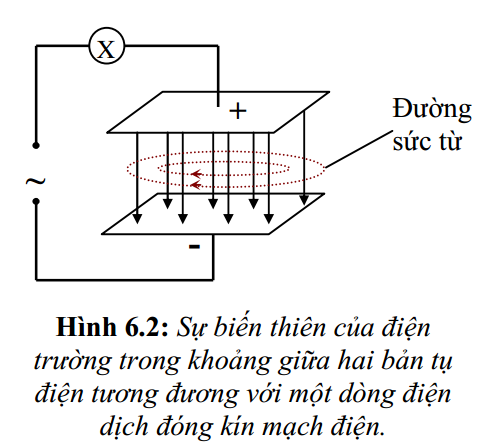 X
+
Đường
sức từ
~
-
Hình 6.2: Sự biến thiên của điện
trường trong khoảng giữa hai bản tụ
điện tương đương với một dòng điện
dịch đóng kín mạch điện.